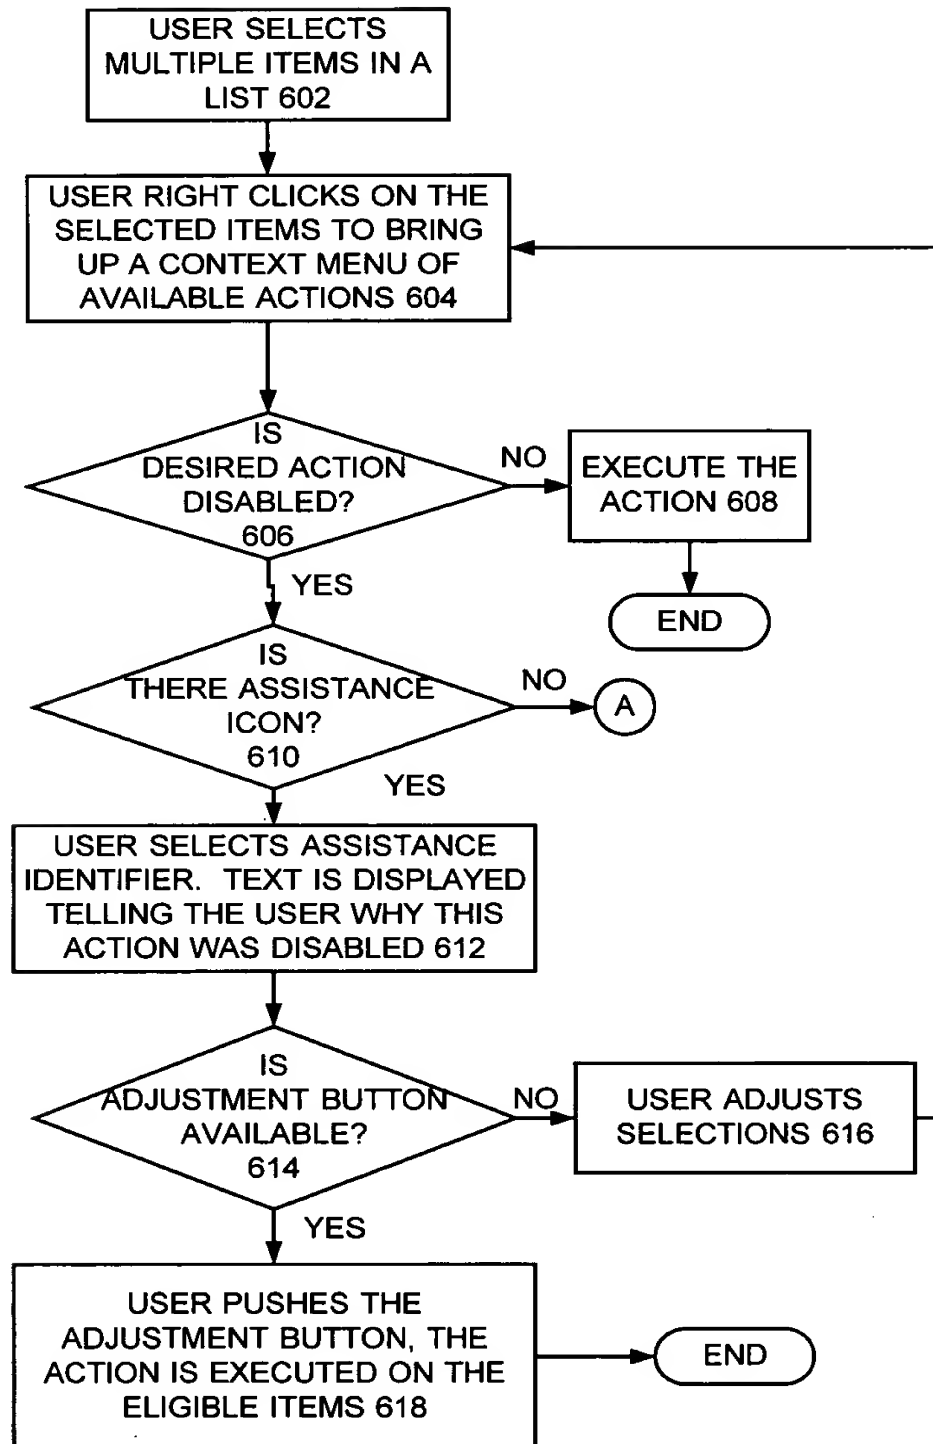 USER SELECTS
MULTIPLE ITEMS IN A
LIST 602
USER RIGHT CLICKS ON THE
SELECTED ITEMS TO BRING
UP A CONTEXT MENU OF
AVAILABLE ACTIONS 604
IS
DESIRED ACTION
DISABLED?
606
NO
EXECUTE THE
ACTION 608
YES
END
IS
THERE ASSISTANCE
ICON?
610
NO
A
YES
USER SELECTS ASSISTANCE
IDENTIFIER. TEXT IS DISPLAYED
TELLING THE USER WHY THIS
ACTION WAS DISABLED 612
IS
ADJUSTMENT BUTTON
AVAILABLE?
614
NO
USER ADJUSTS
SELECTIONS 616
YES
USER PUSHES THE
ADJUSTMENT BUTTON, THE
ACTION IS EXECUTED ON THE
ELIGIBLE ITEMS 618
END